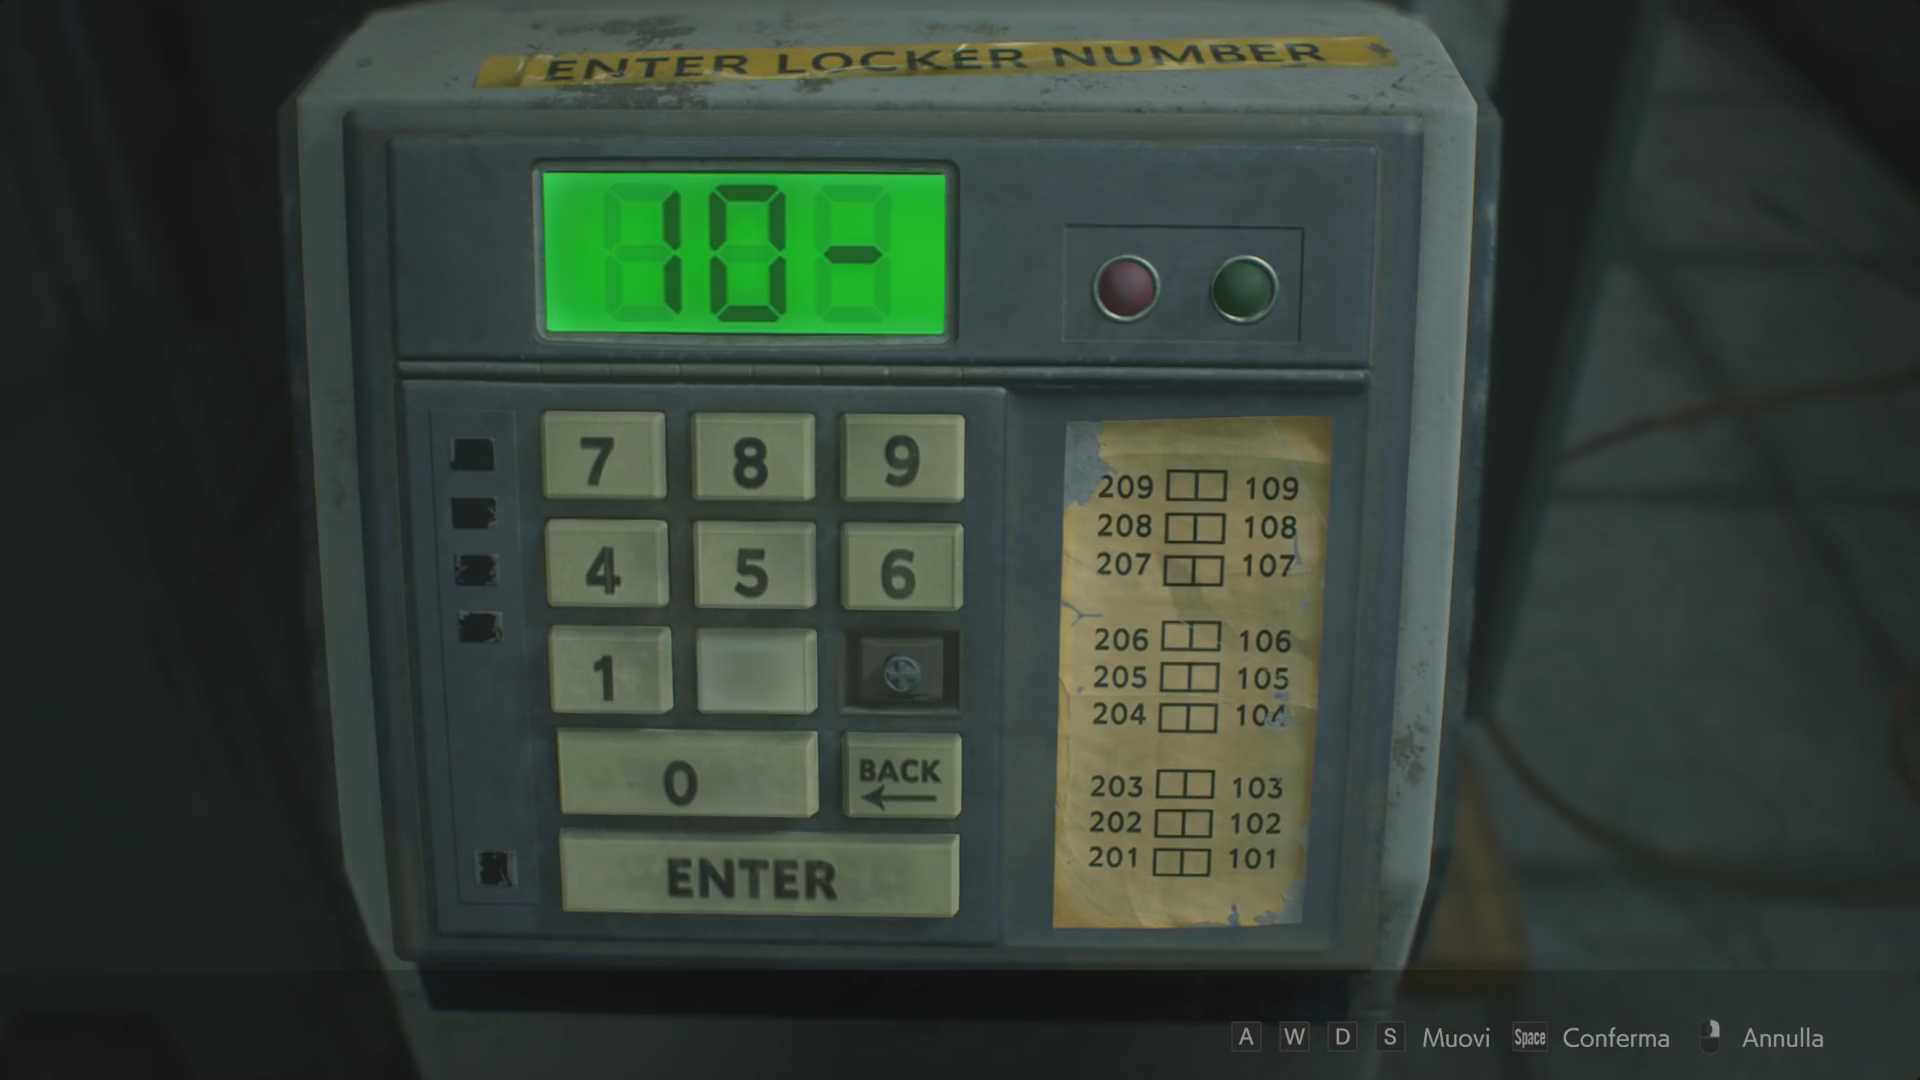 ENTER LOCKER NUMBER
10-
7 8 9
4 5 6
1
0 BACK
ENTER
209 109
208 108
207 107
206 106
205 105
204 104
203 103
202 102
201 101
A W D S Muovi Space Conferma Annulla